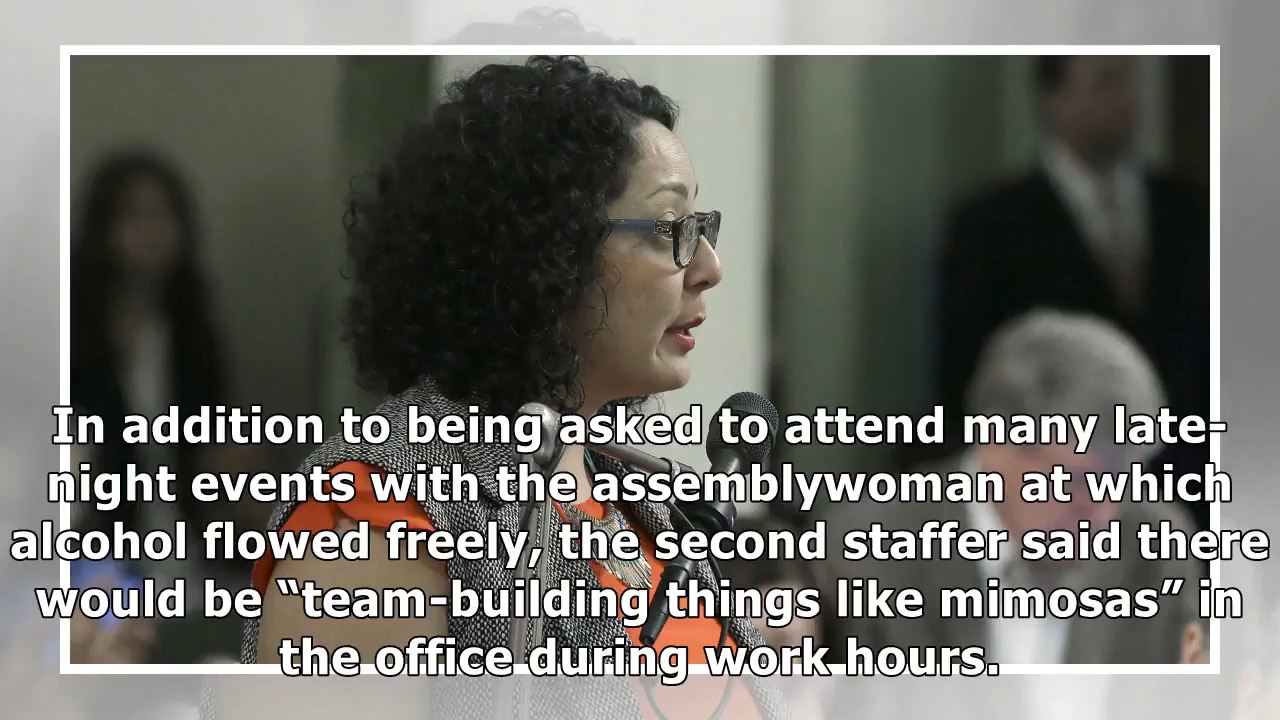 In addition to being asked to attend many late-
night events with the assemblywoman at which
alcohol flowed freely, the second staffer said there
would be “team-building things like mimosas” in
the office during work hours.